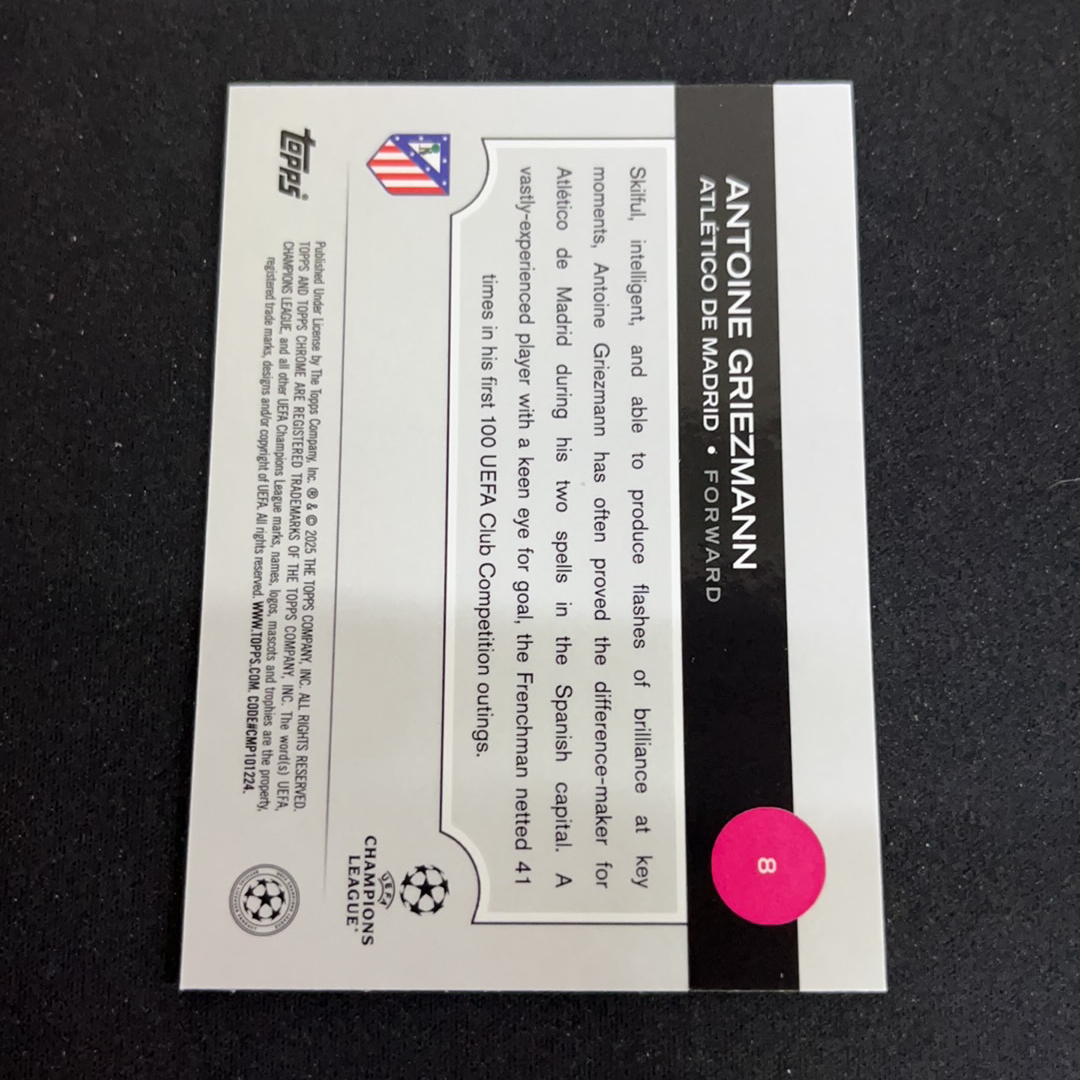 8
ANTOINE GRIEZMANN
ATLÉTICO DE MADRID • FORWARD
Skilful, intelligent, and able to produce flashes of brilliance at key
moments, Antoine Griezmann has often proved the difference-maker for
Atlético de Madrid during his two spells in the Spanish capital. A
vastly-experienced player with a keen eye for goal, the Frenchman netted 41
times in his first 100 UEFA Club Competition outings.
UEFA
CHAMPIONS
LEAGUE®
topps®
Published Under License by The Topps Company, Inc. ® & © 2025 THE TOPPS COMPANY, INC. ALL RIGHTS RESERVED.
TOPPS AND TOPPS CHROME ARE REGISTERED TRADEMARKS OF THE TOPPS COMPANY, INC. The word(s) UEFA,
CHAMPIONS LEAGUE, and all other UEFA Champions League marks, names, logos, mascots and trophies are the property,
registered trade marks, designs and/or copyright of UEFA. All rights reserved. WWW.TOPPS.COM. CODE#CMP101224.